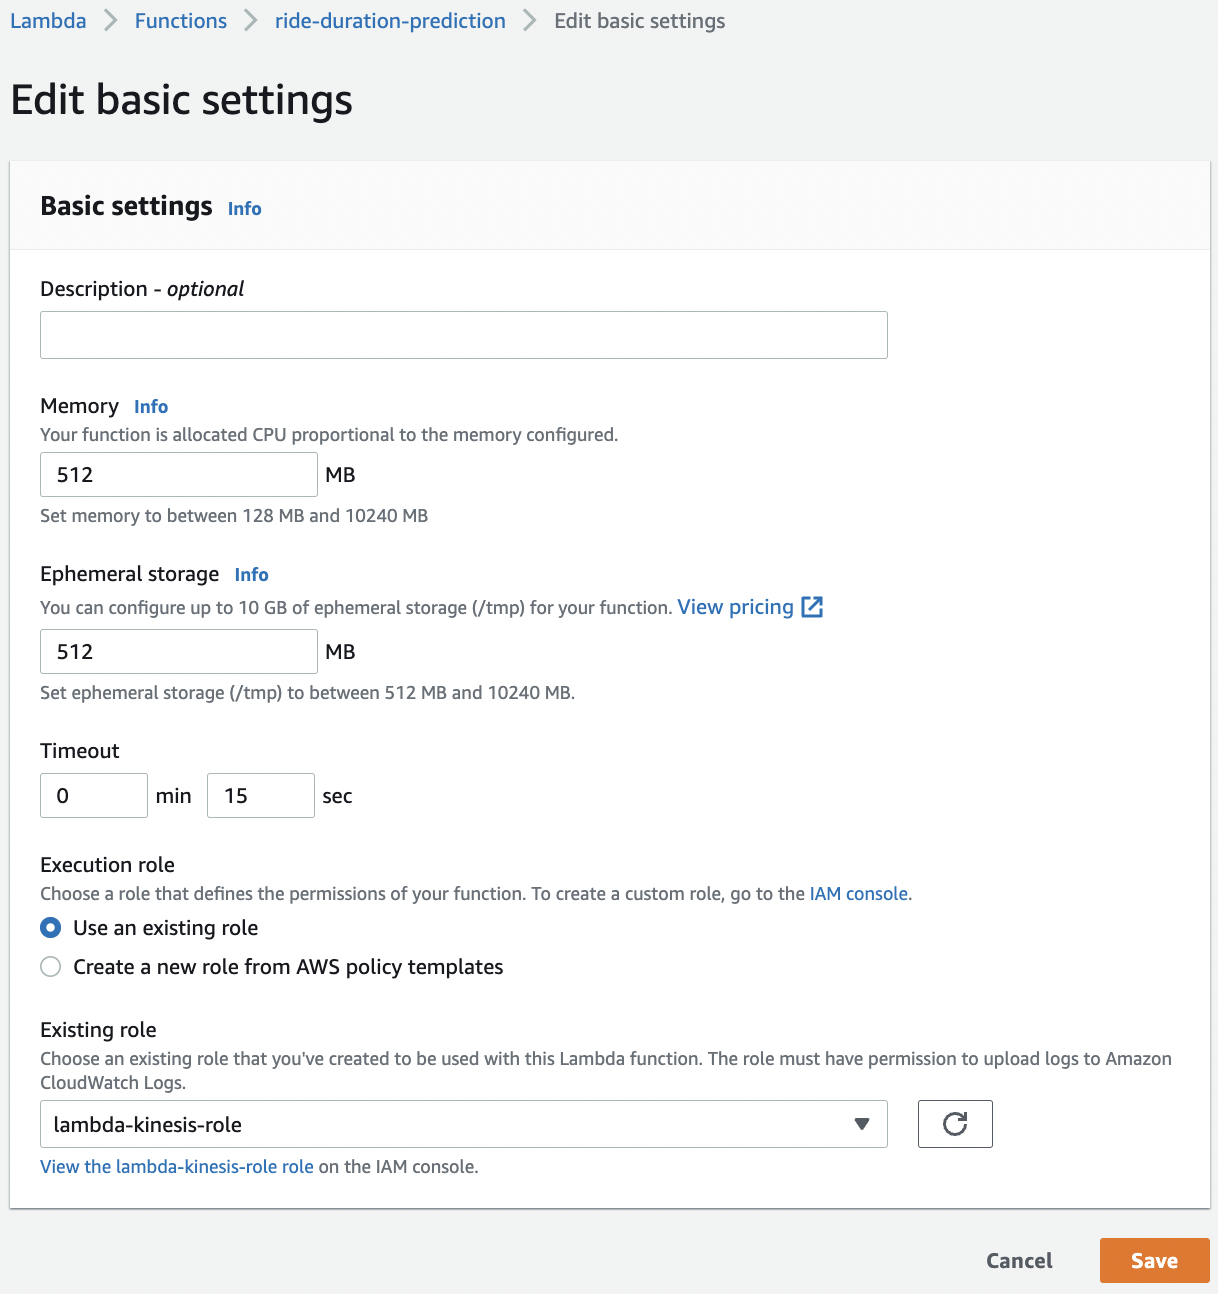 Lambda > Functions > ride-duration-prediction > Edit basic settings
Edit basic settings
Basic settings Info
Description - optional
Memory Info
Your function is allocated CPU proportional to the memory configured.
512 MB
Set memory to between 128 MB and 10240 MB
Ephemeral storage Info
You can configure up to 10 GB of ephemeral storage (/tmp) for your function. View pricing
512 MB
Set ephemeral storage (/tmp) to between 512 MB and 10240 MB.
Timeout
0 min 15 sec
Execution role
Choose a role that defines the permissions of your function. To create a custom role, go to the IAM console.
Use an existing role
Create a new role from AWS policy templates
Existing role
Choose an existing role that you've created to be used with this Lambda function. The role must have permission to upload logs to Amazon
CloudWatch Logs.
lambda-kinesis-role
View the lambda-kinesis-role role on the IAM console.
Cancel Save